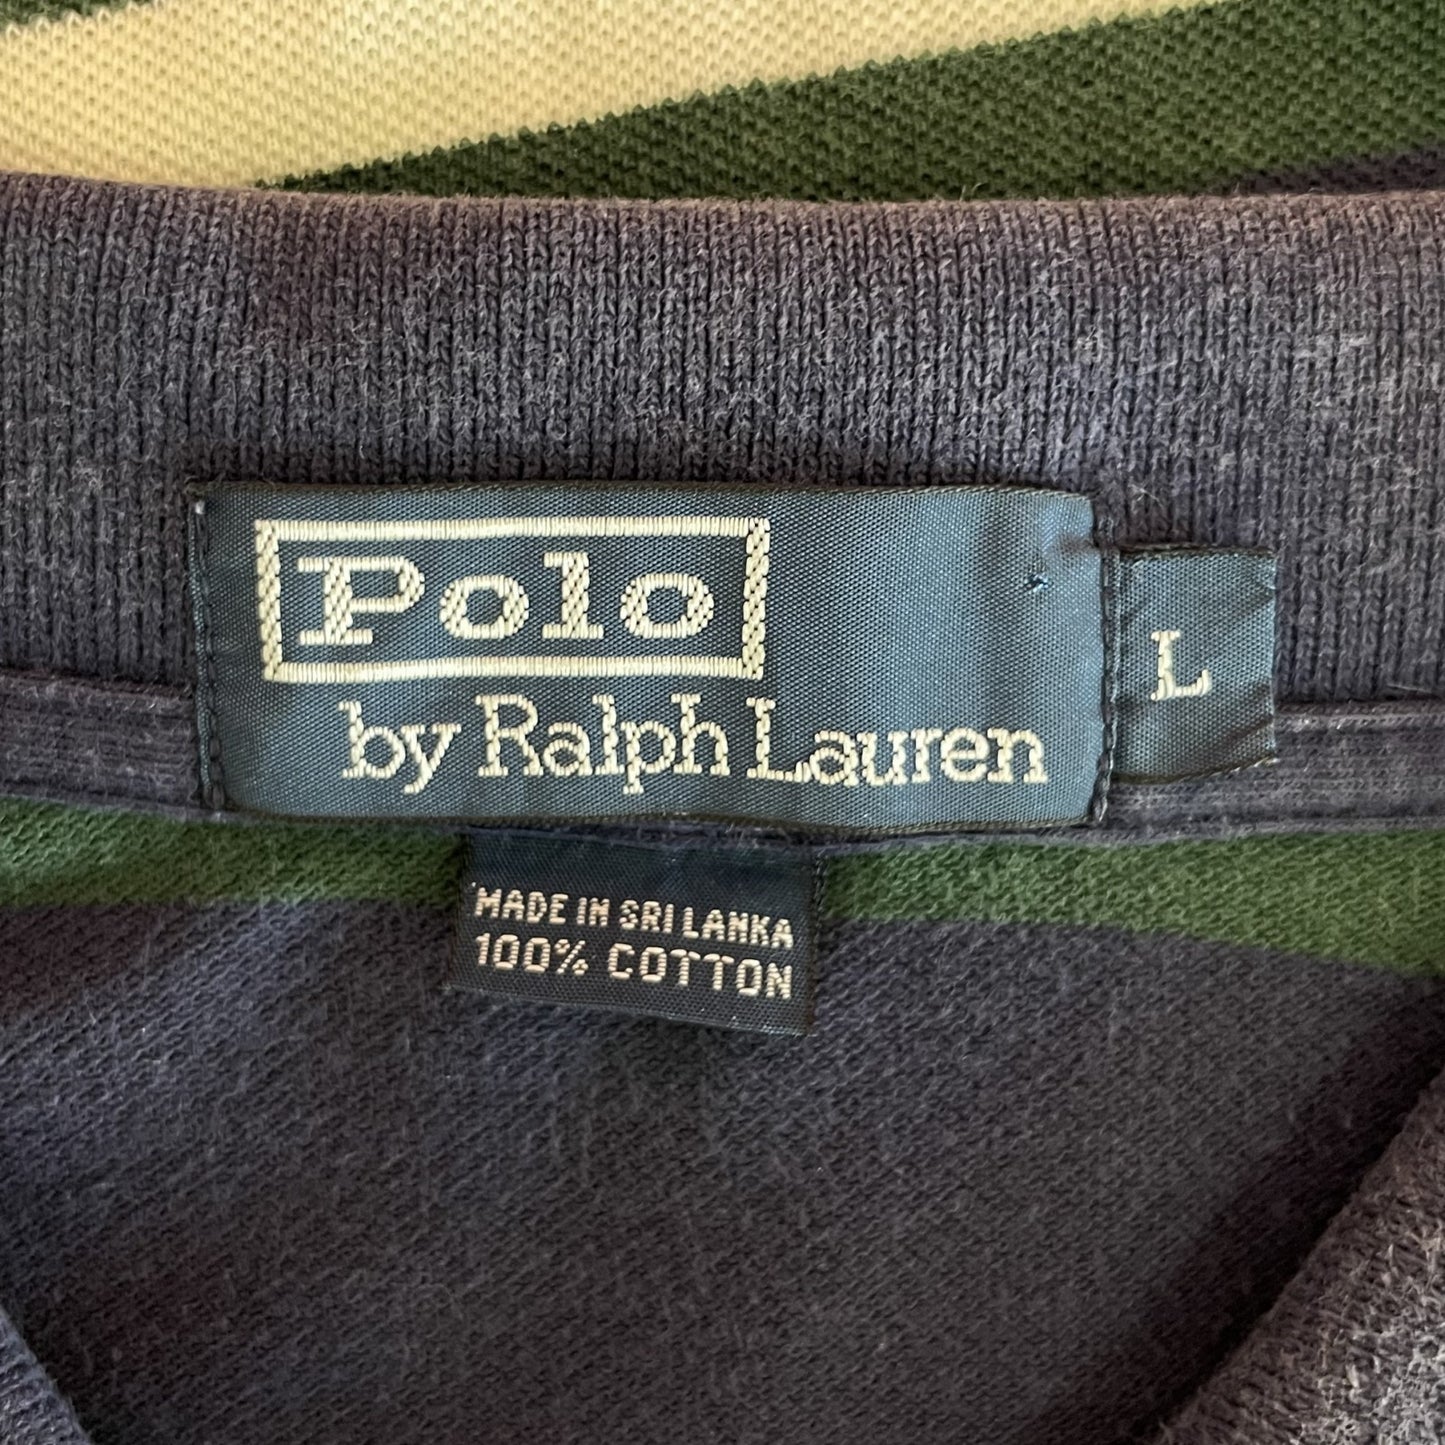 Polo
by Ralph Lauren
L
MADE IN SRI LANKA
100% COTTON